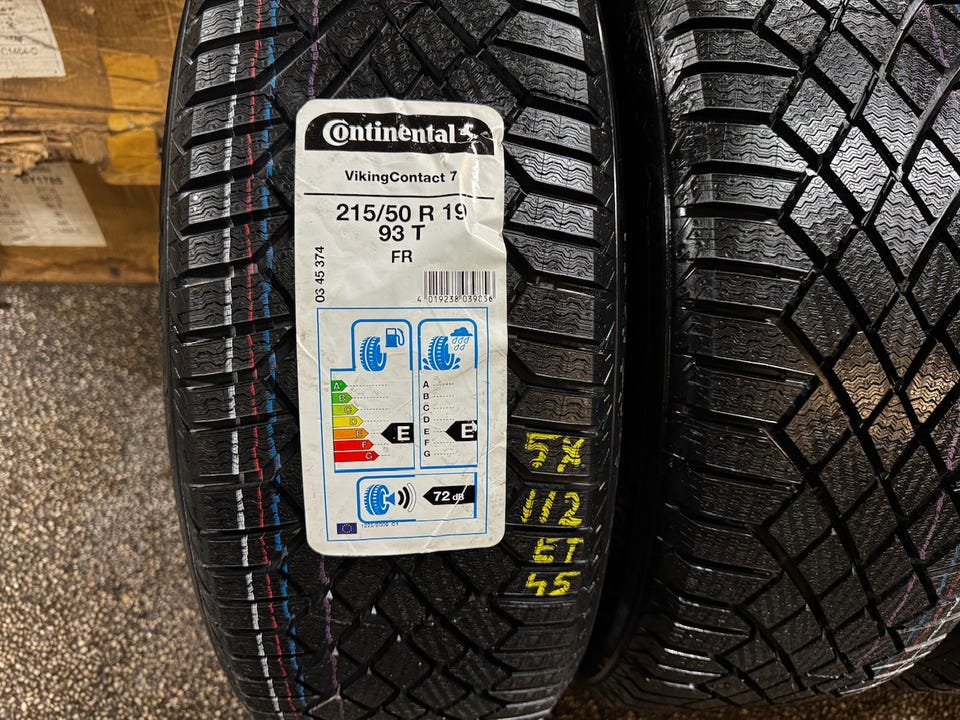 Continental
VikingContact 7
215/50 R 19
93 T
FR
03 45 374
4 019238 039056
A
B
C
D
E
F
G
E
A
B
C
D
E
F
G
E
72 dB
5x
112
ET
45